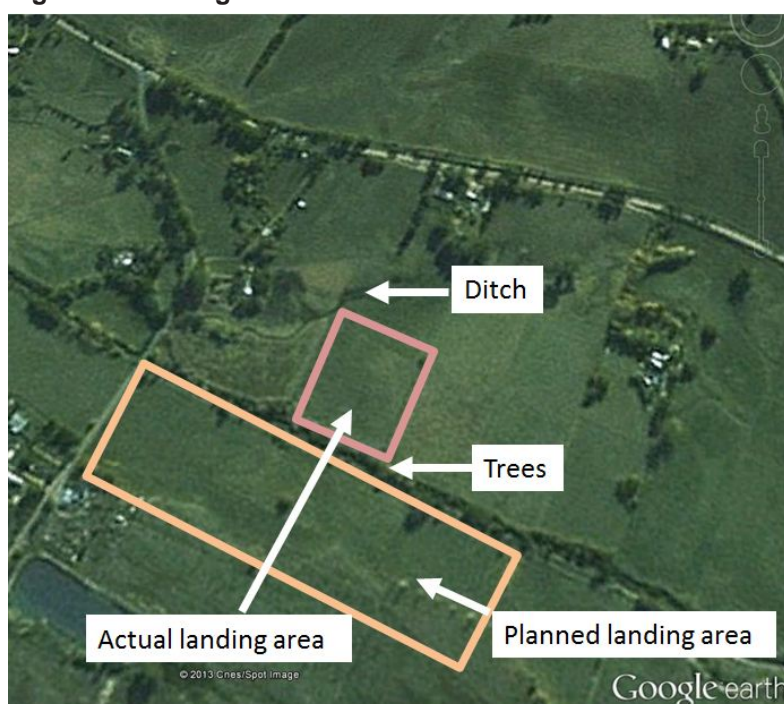 Ditch
Trees
Actual landing area
Planned landing area
© 2013 Cnes/Spot Image
Google earth